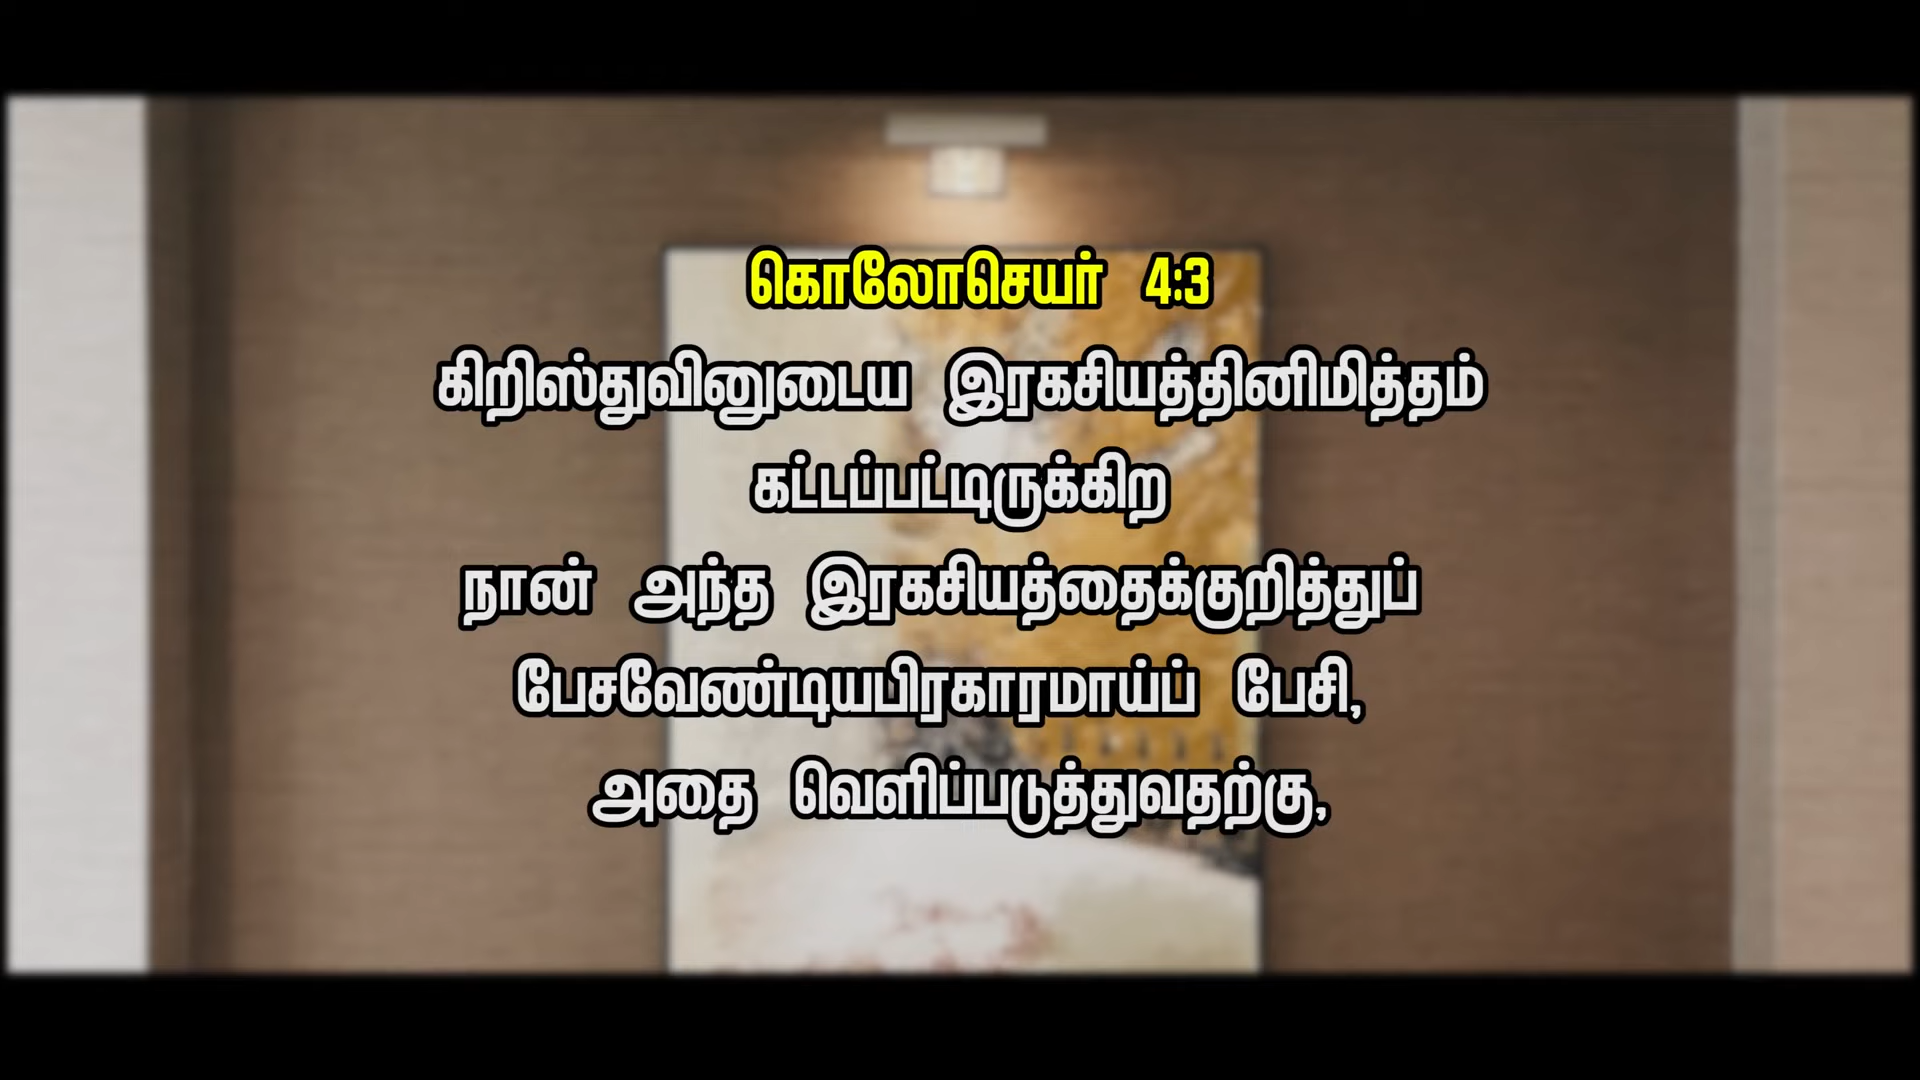 கொலோசெயர் 4:3
கிறிஸ்துவினுடைய இரகசியத்தினிமித்தம்
கட்டப்பட்டிருக்கிற
நான் அந்த இரகசியத்தைக்குறித்துப்
பேசவேண்டியபிரகாரமாய்ப் பேசி,
அதை வெளிப்படுத்துவதற்கு,